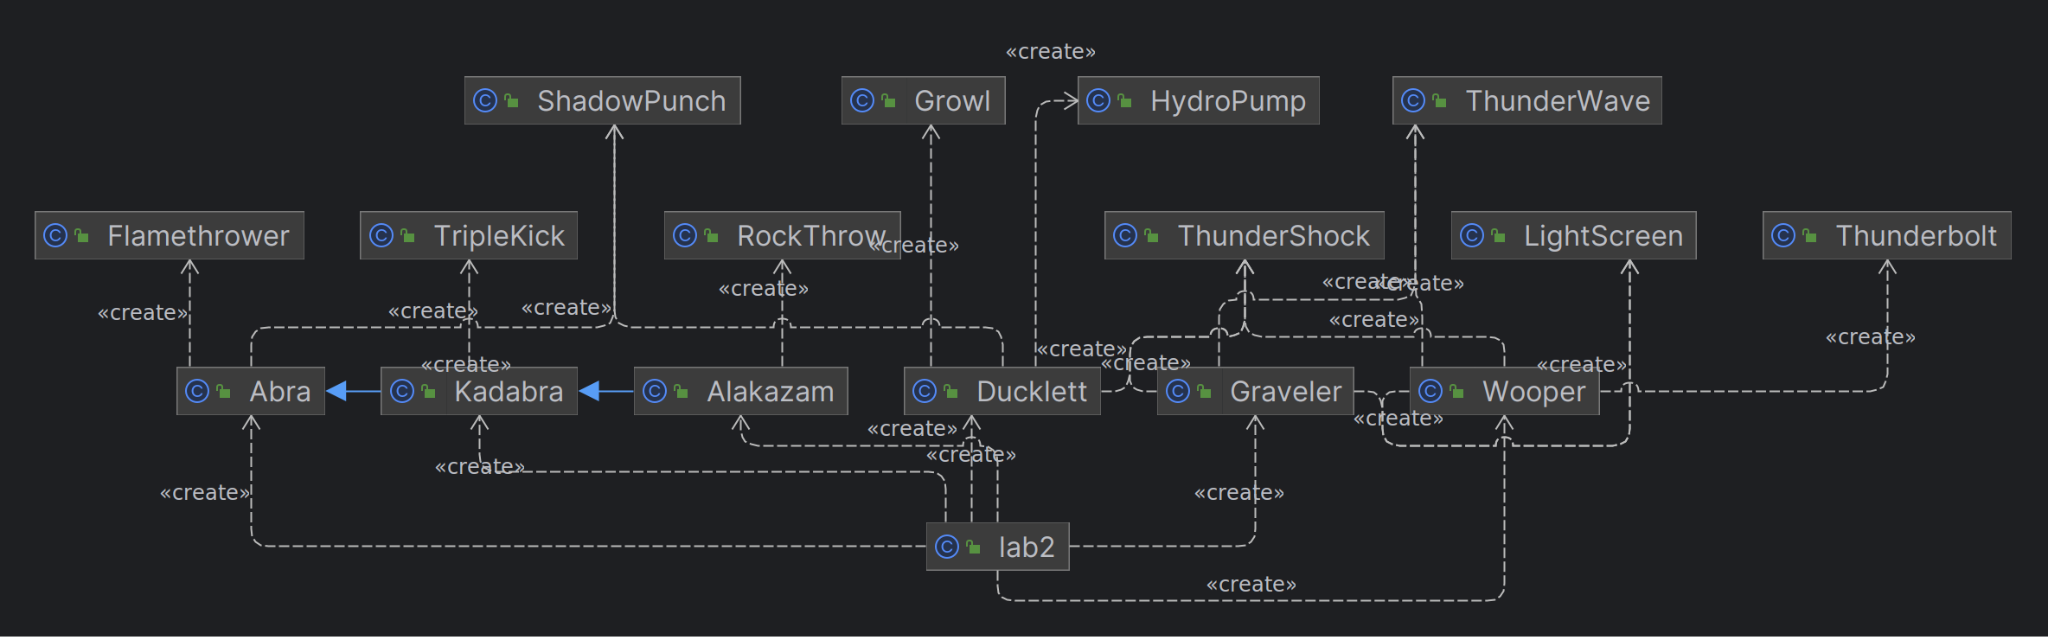 «create»
ShadowPunch
Growl
HydroPump
ThunderWave
Flamethrower
TripleKick
RockThrow
«create»
ThunderShock
LightScreen
Thunderbolt
«create»
«create»
«create»
«create»
«create»
«create»
«create»
«create»
«create»
«create»
«create»
«create»
«create»
Abra
Kadabra
Alakazam
Ducklett
Graveler
Wooper
«create»
«create»
«create»
«create»
«create»
«create»
lab2
«create»